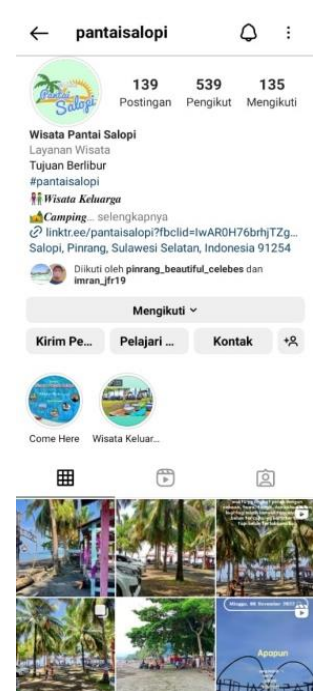 pantaisalopi
Pantai
Salopi
139 539 135
Postingan Pengikut Mengikuti
Wisata Pantai Salopi
Layanan Wisata
Tujuan Berlibur
#pantaisalopi
👫Wisata Keluarga
🏕Camping... selengkapnya
linktr.ee/pantaisalopi?fbclid=IwAR0H76brhjTZg...
Salopi, Pinrang, Sulawesi Selatan, Indonesia 91254
Diikuti oleh pinrang_beautiful_celebes dan
imran_jfr19
Mengikuti
Kirim Pe... Pelajari ... Kontak
Come Here Wisata Keluar...
Apapun